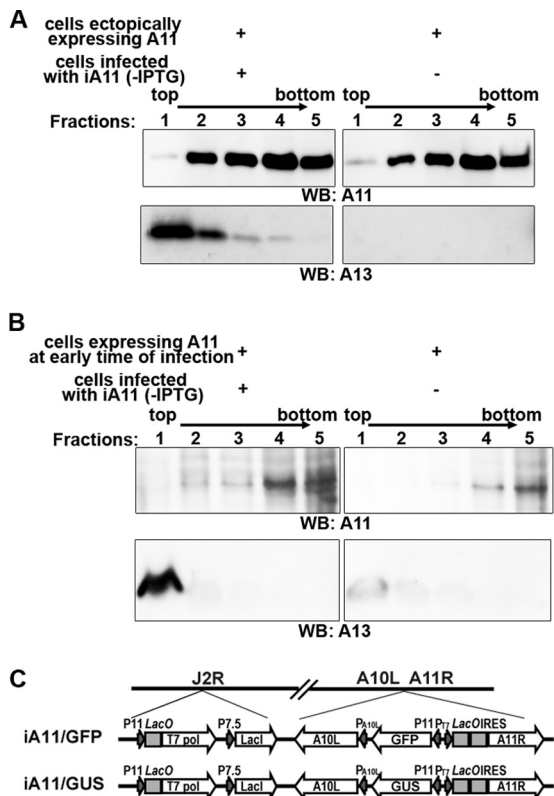 A
cells ectopically
expressing A11
+ +
cells infected
with iA11 (-IPTG)
+ -
top bottom top bottom
Fractions: 1 2 3 4 5 1 2 3 4 5
WB: A11
WB: A13
B
cells expressing A11
at early time of infection
+ +
cells infected
with iA11 (-IPTG)
+ -
top bottom top bottom
Fractions: 1 2 3 4 5 1 2 3 4 5
WB: A11
WB: A13
C
J2R A10L A11R
P11 LacO P7.5 PA10L P11 PT7 LacOIRES
iA11/GFP T7 pol LacI A10L GFP A11R
P11 LacO P7.5 PA10L P11 PT7 LacOIRES
iA11/GUS T7 pol LacI A10L GUS A11R